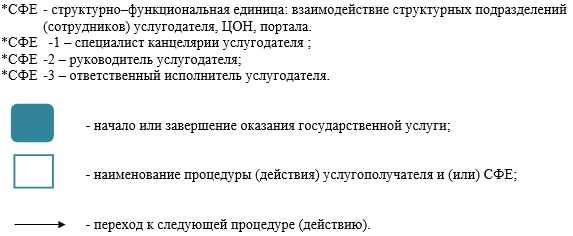 *СФЕ - структурно–функциональная единица: взаимодействие структурных подразделений
(сотрудников) услугодателя, ЦОН, портала.
*СФЕ -1 – специалист канцелярии услугодателя ;
*СФЕ -2 – руководитель услугодателя;
*СФЕ -3 – ответственный исполнитель услугодателя.
- начало или завершение оказания государственной услуги;
- наименование процедуры (действия) услугополучателя и (или) СФЕ;
- переход к следующей процедуре (действию).